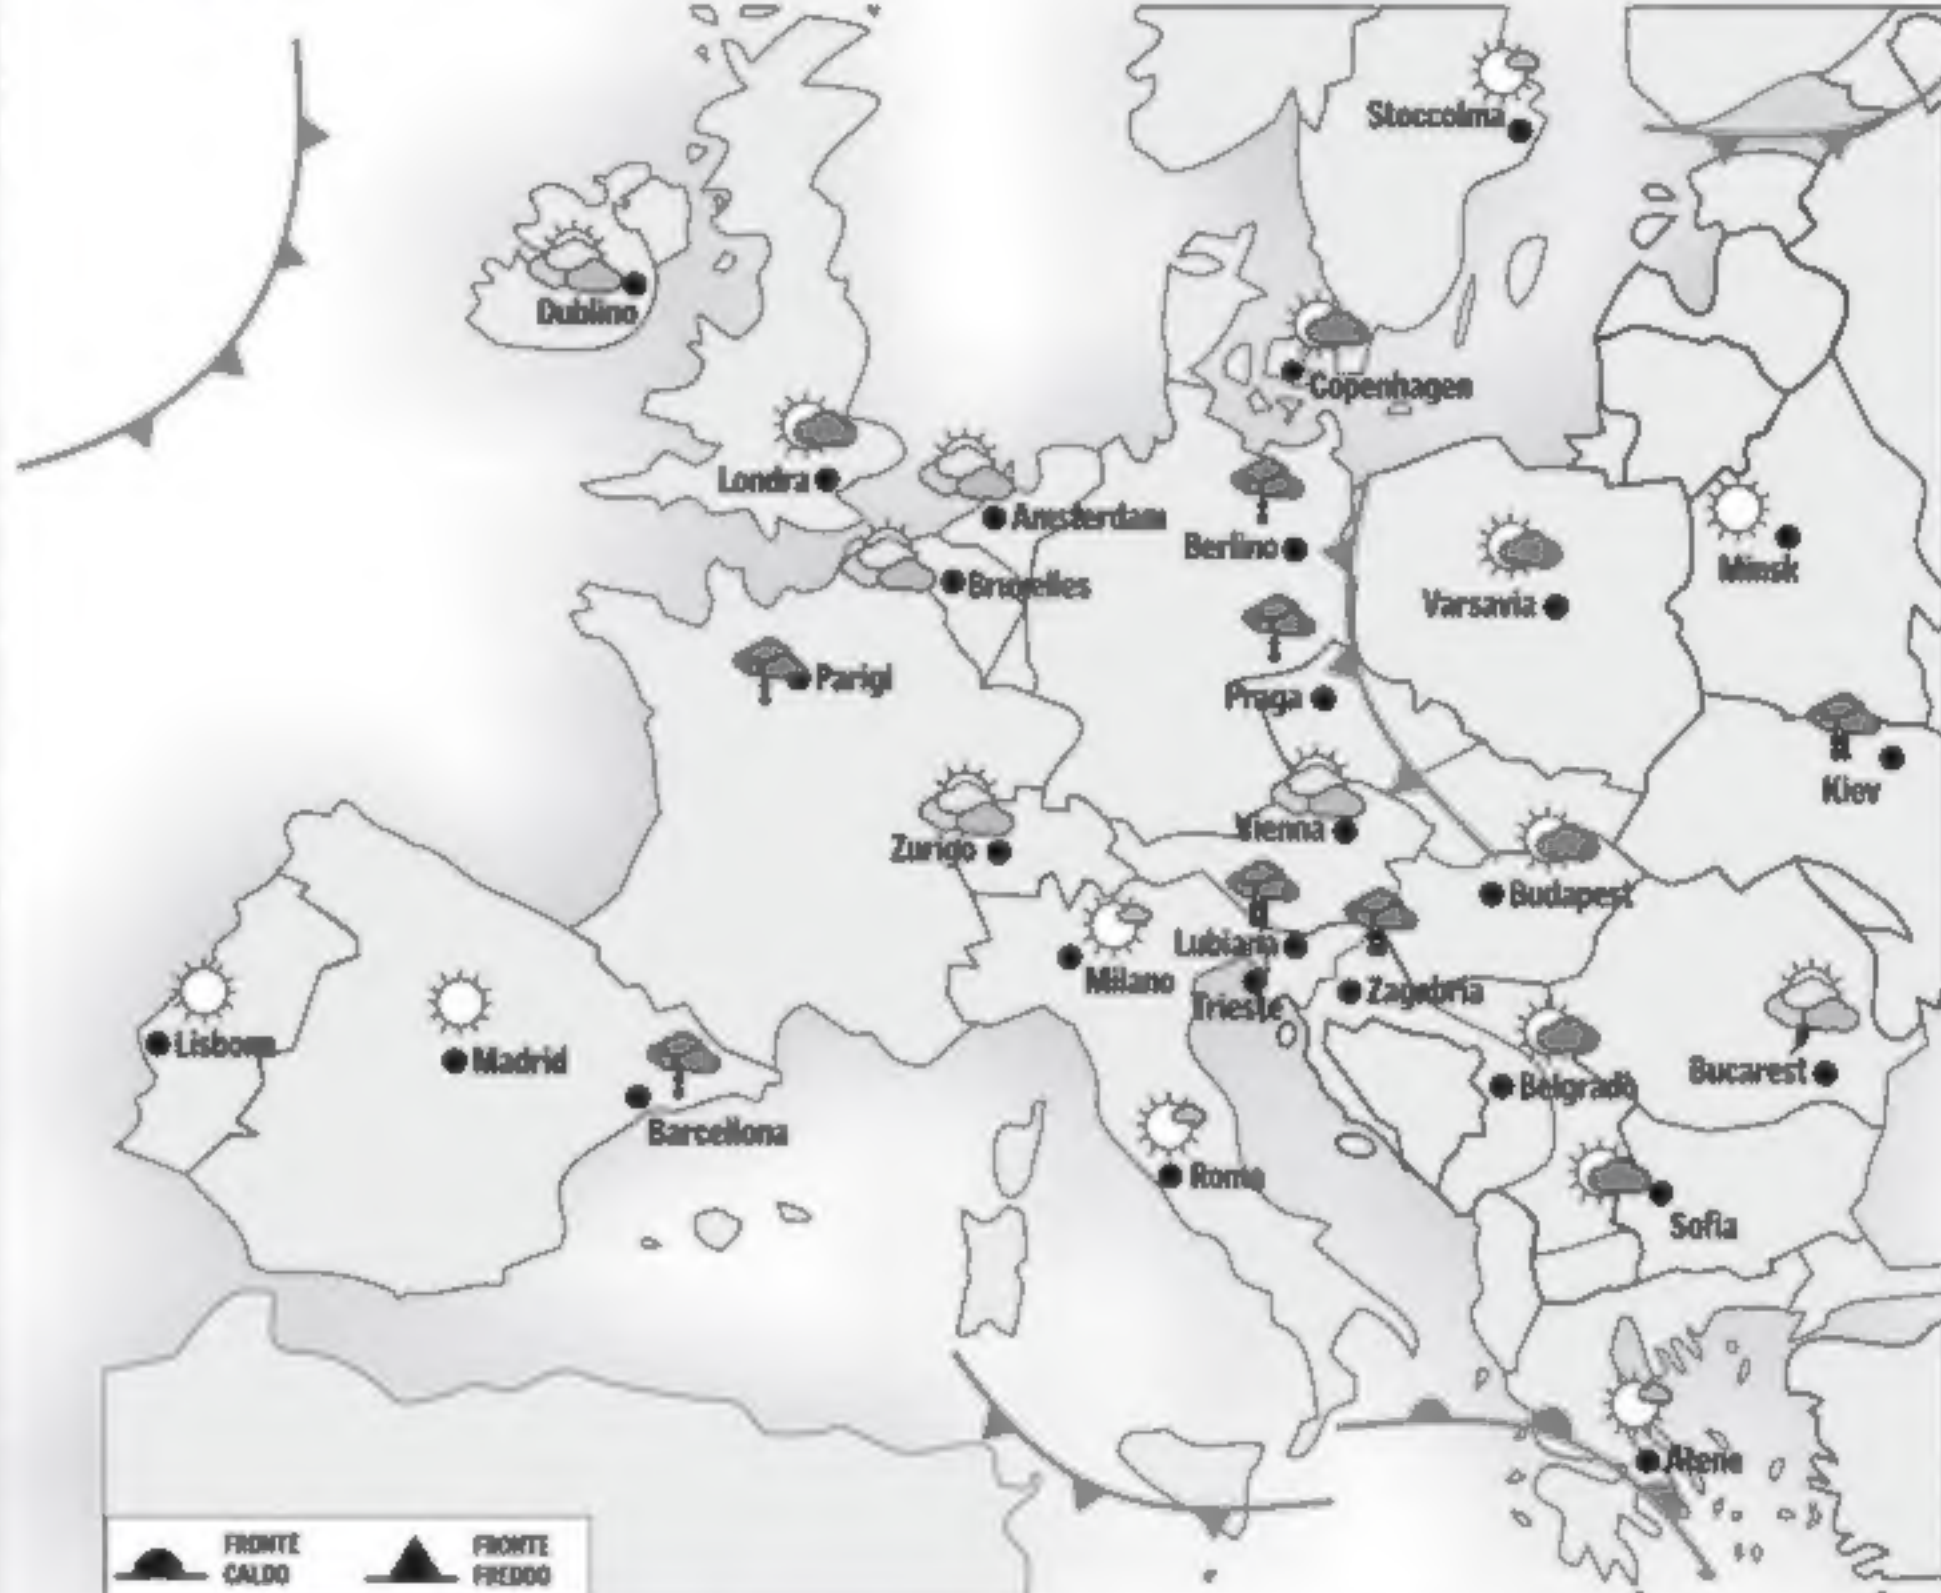 Stoccolma
Dublino
Copenhagen
Londra
Amsterdam
Berlino
Bruxelles
Minsk
Varsavia
Parigi
Praga
Kiev
Vienna
Zurigo
Budapest
Lubiana
Milano
Zagabria
Trieste
Lisbona
Madrid
Belgrado
Bucarest
Barcellona
Roma
Sofia
Atene
FRONTE
CALDO
FRONTE
FREDDO